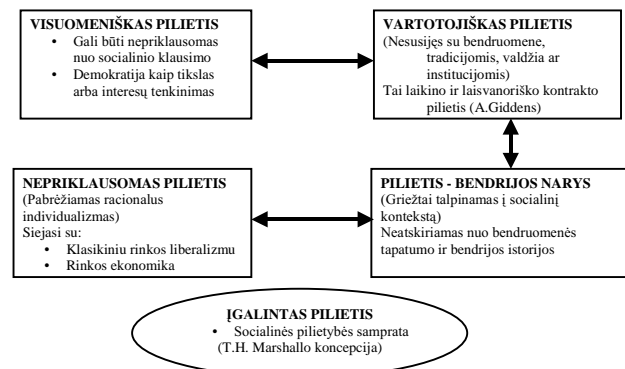 VISUOMENIŠKAS PILIETIS
• Gali būti nepriklausomas
nuo socialinio klausimo
• Demokratija kaip tikslas
arba interesų tenkinimas
VARTOTOJIŠKAS PILIETIS
(Nesusijęs su bendruomene,
tradicijomis, valdžia ar
institucijomis)
Tai laikino ir laisvanoriško kontrakto
pilietis (A.Giddens)
NEPRIKLAUSOMAS PILIETIS
(Pabrėžiamas racionalus
individualizmas)
Siejasi su:
• Klasikiniu rinkos liberalizmu
• Rinkos ekonomika
PILIETIS - BENDRIJOS NARYS
(Griežtai talpinamas į socialinį
kontekstą)
Neatskiriamas nuo bendruomenės
tapatumo ir bendrijos istorijos
ĮGALINTAS PILIETIS
• Socialinės pilietybės samprata
(T.H. Marshallo koncepcija)